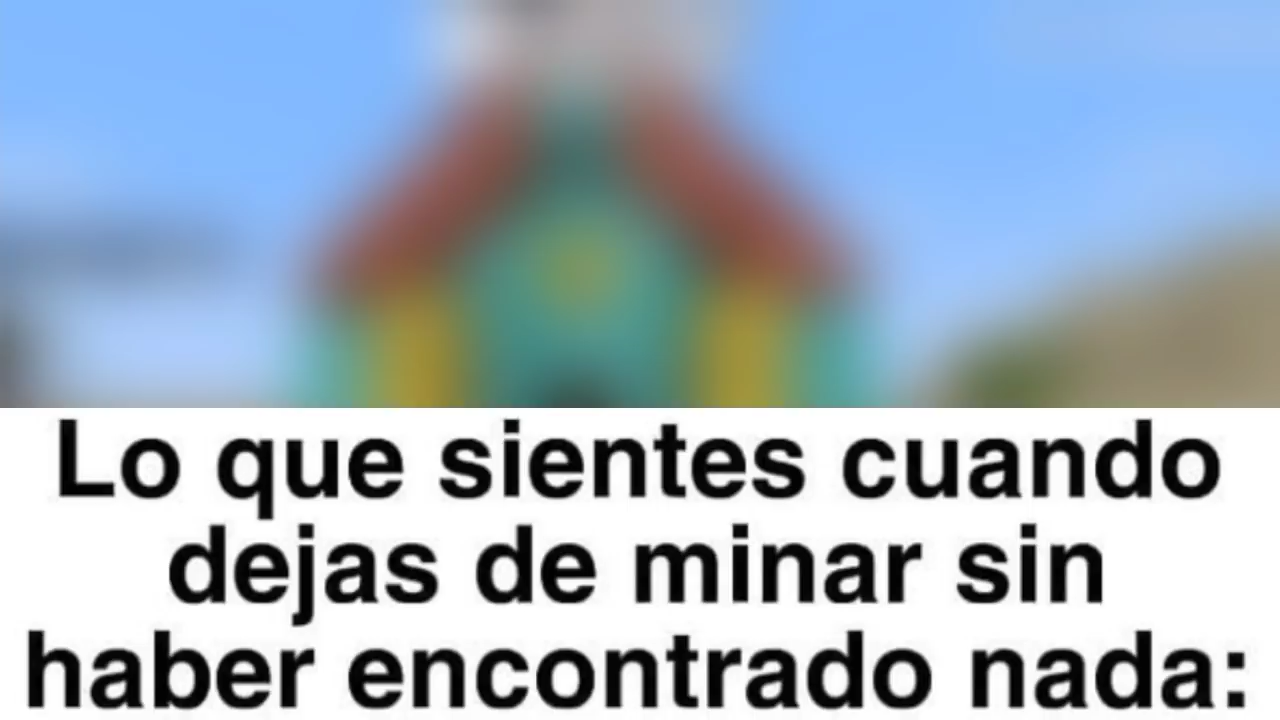 Lo que sientes cuando
dejas de minar sin
haber encontrado nada: